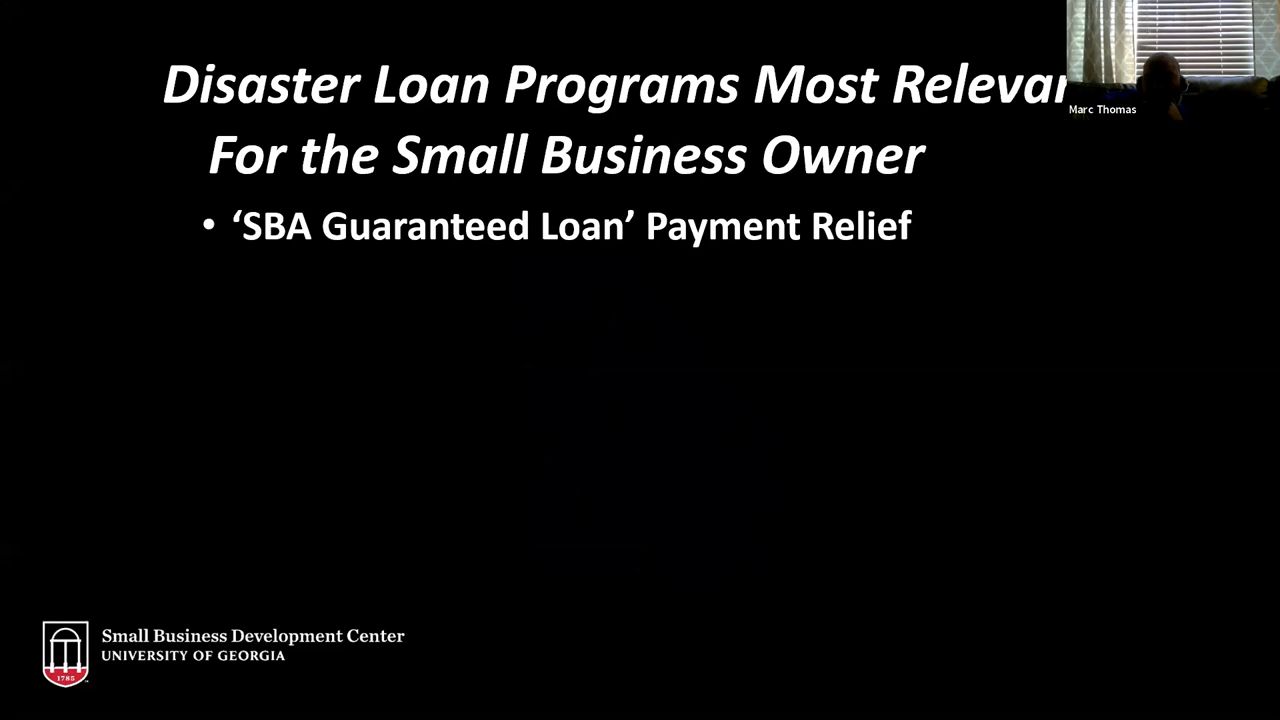 Disaster Loan Programs Most Relevan
Marc Thomas
For the Small Business Owner
• ‘SBA Guaranteed Loan’ Payment Relief
Small Business Development Center
UNIVERSITY OF GEORGIA
1785